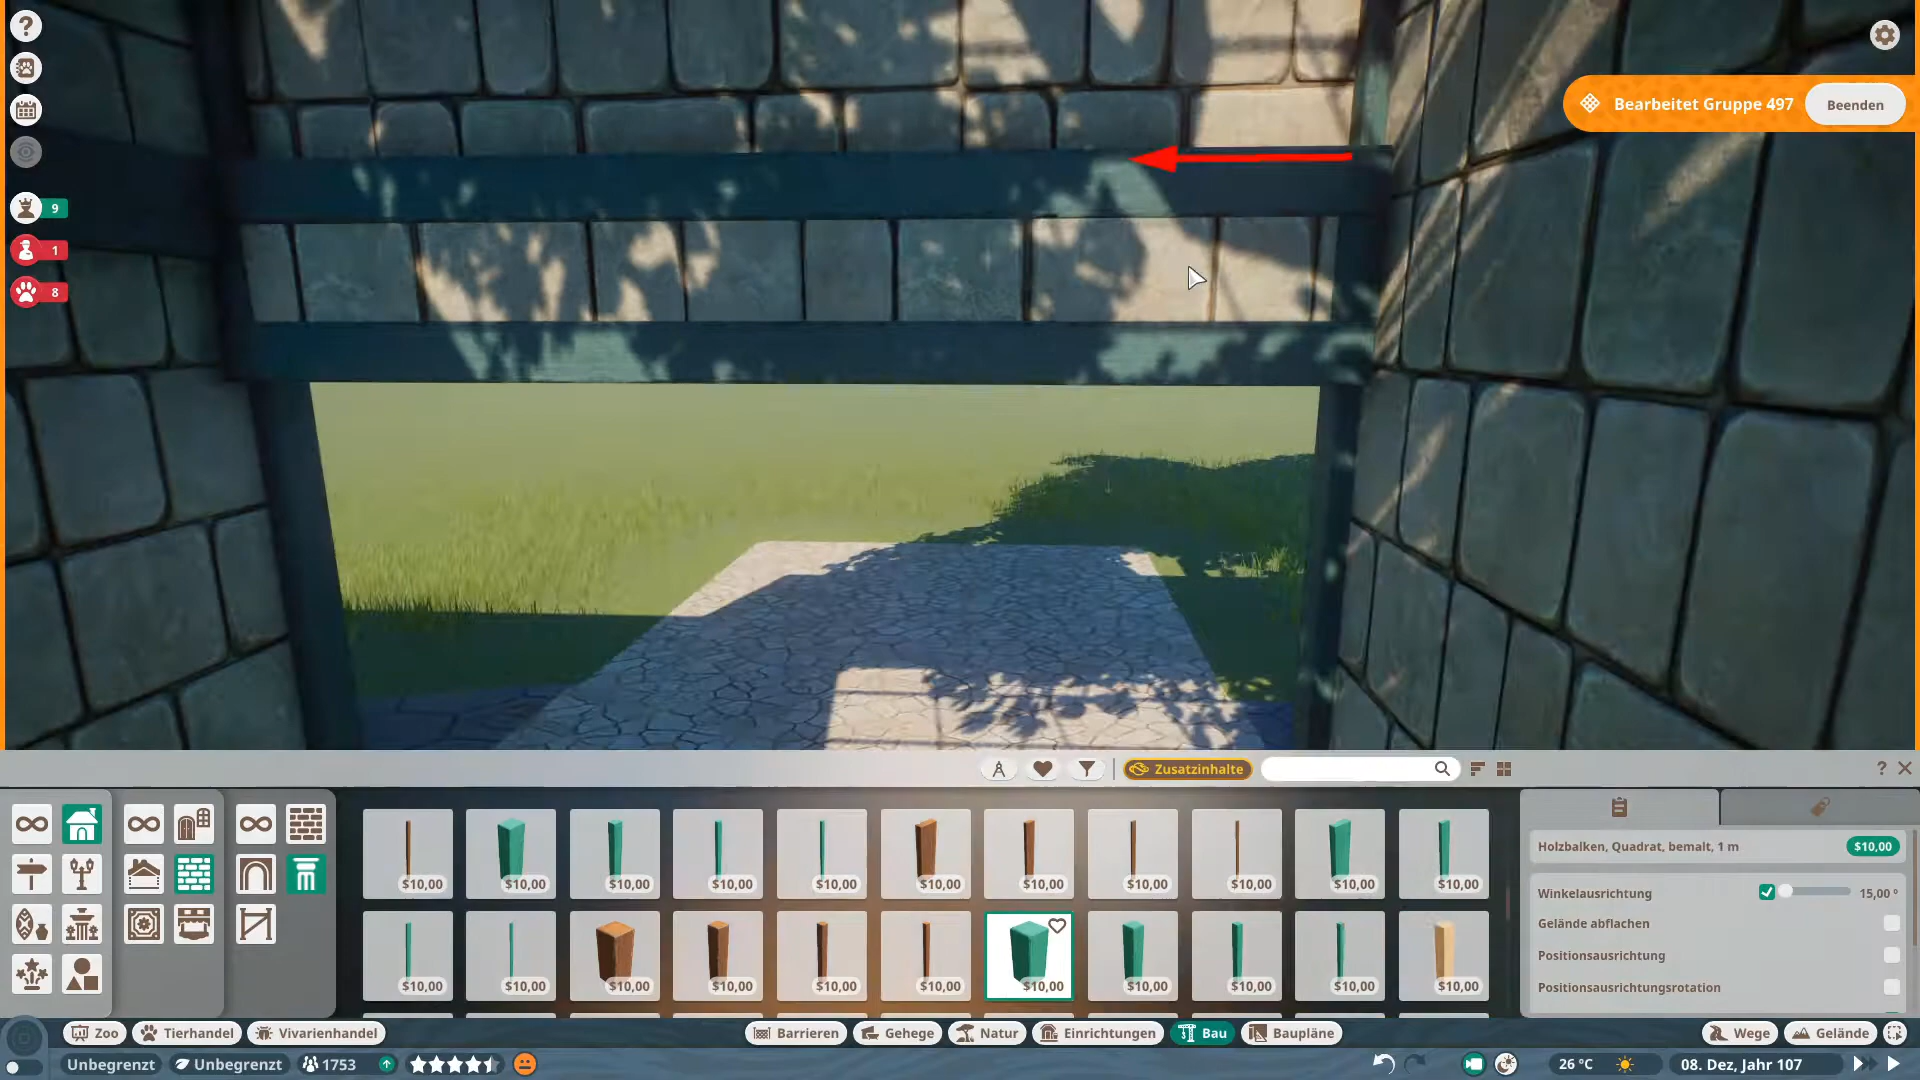 ?
Bearbeitet Gruppe 497
Beenden
9
1
8
Zusatzinhalte
?
$10,00 $10,00 $10,00 $10,00 $10,00 $10,00 $10,00 $10,00 $10,00 $10,00 $10,00
$10,00 $10,00 $10,00 $10,00 $10,00 $10,00 $10,00 $10,00 $10,00 $10,00 $10,00
Holzbalken, Quadrat, bemalt, 1 m
$10,00
Winkelausrichtung
15,00 °
Gelände abflachen
Positionsausrichtung
Positionsausrichtungsrotation
Zoo Tierhandel Vivarienhandel Barrieren Gehege Natur Einrichtungen Bau Baupläne Wege Gelände
Unbegrenzt Unbegrenzt 1753 26 °C 08. Dez, Jahr 107